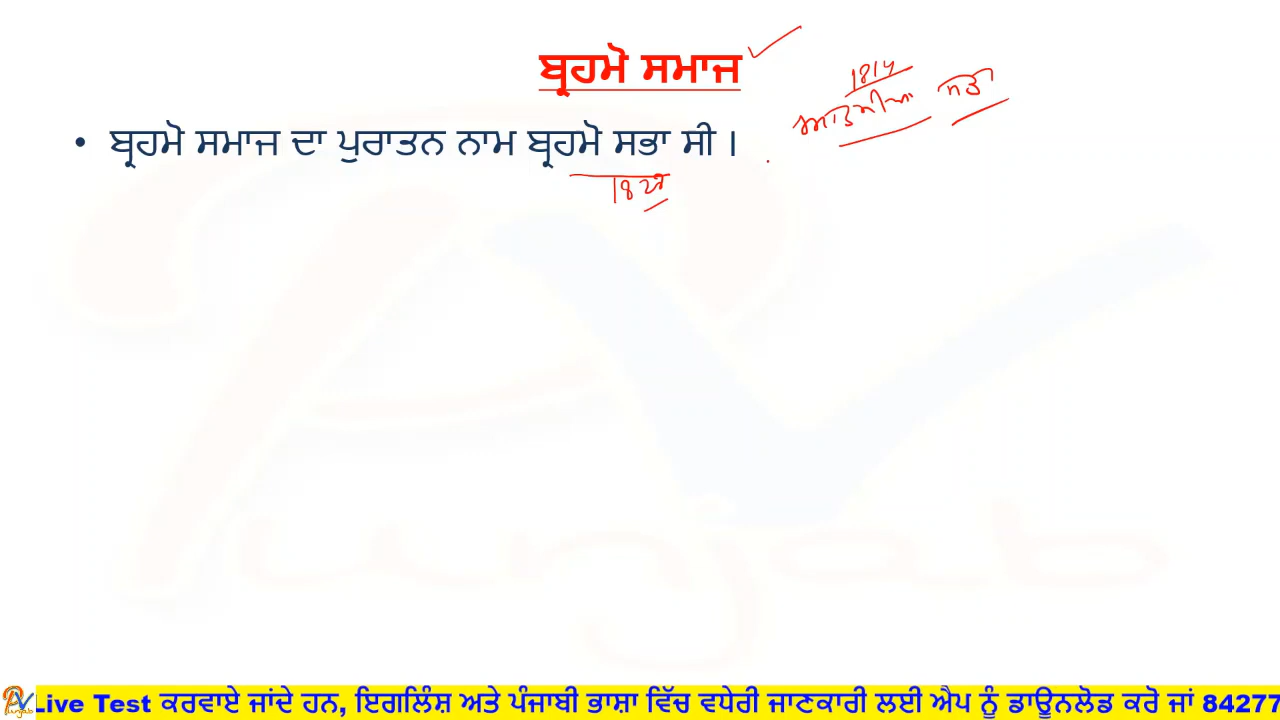 ਬ੍ਰਹਮੋ ਸਮਾਜ
1814
ਆਤਮੀਆ ਸਭਾ
• ਬ੍ਰਹਮੋ ਸਮਾਜ ਦਾ ਪੁਰਾਤਨ ਨਾਮ ਬ੍ਰਹਮੋ ਸਭਾ ਸੀ ।
1828
Punjab
Live Test ਕਰਵਾਏ ਜਾਂਦੇ ਹਨ, ਇਗਲਿੰਸ਼ ਅਤੇ ਪੰਜਾਬੀ ਭਾਸ਼ਾ ਵਿੱਚ ਵਧੇਰੀ ਜਾਣਕਾਰੀ ਲਈ ਐਪ ਨੂੰ ਡਾਊਨਲੋਡ ਕਰੋ ਜਾਂ 84277